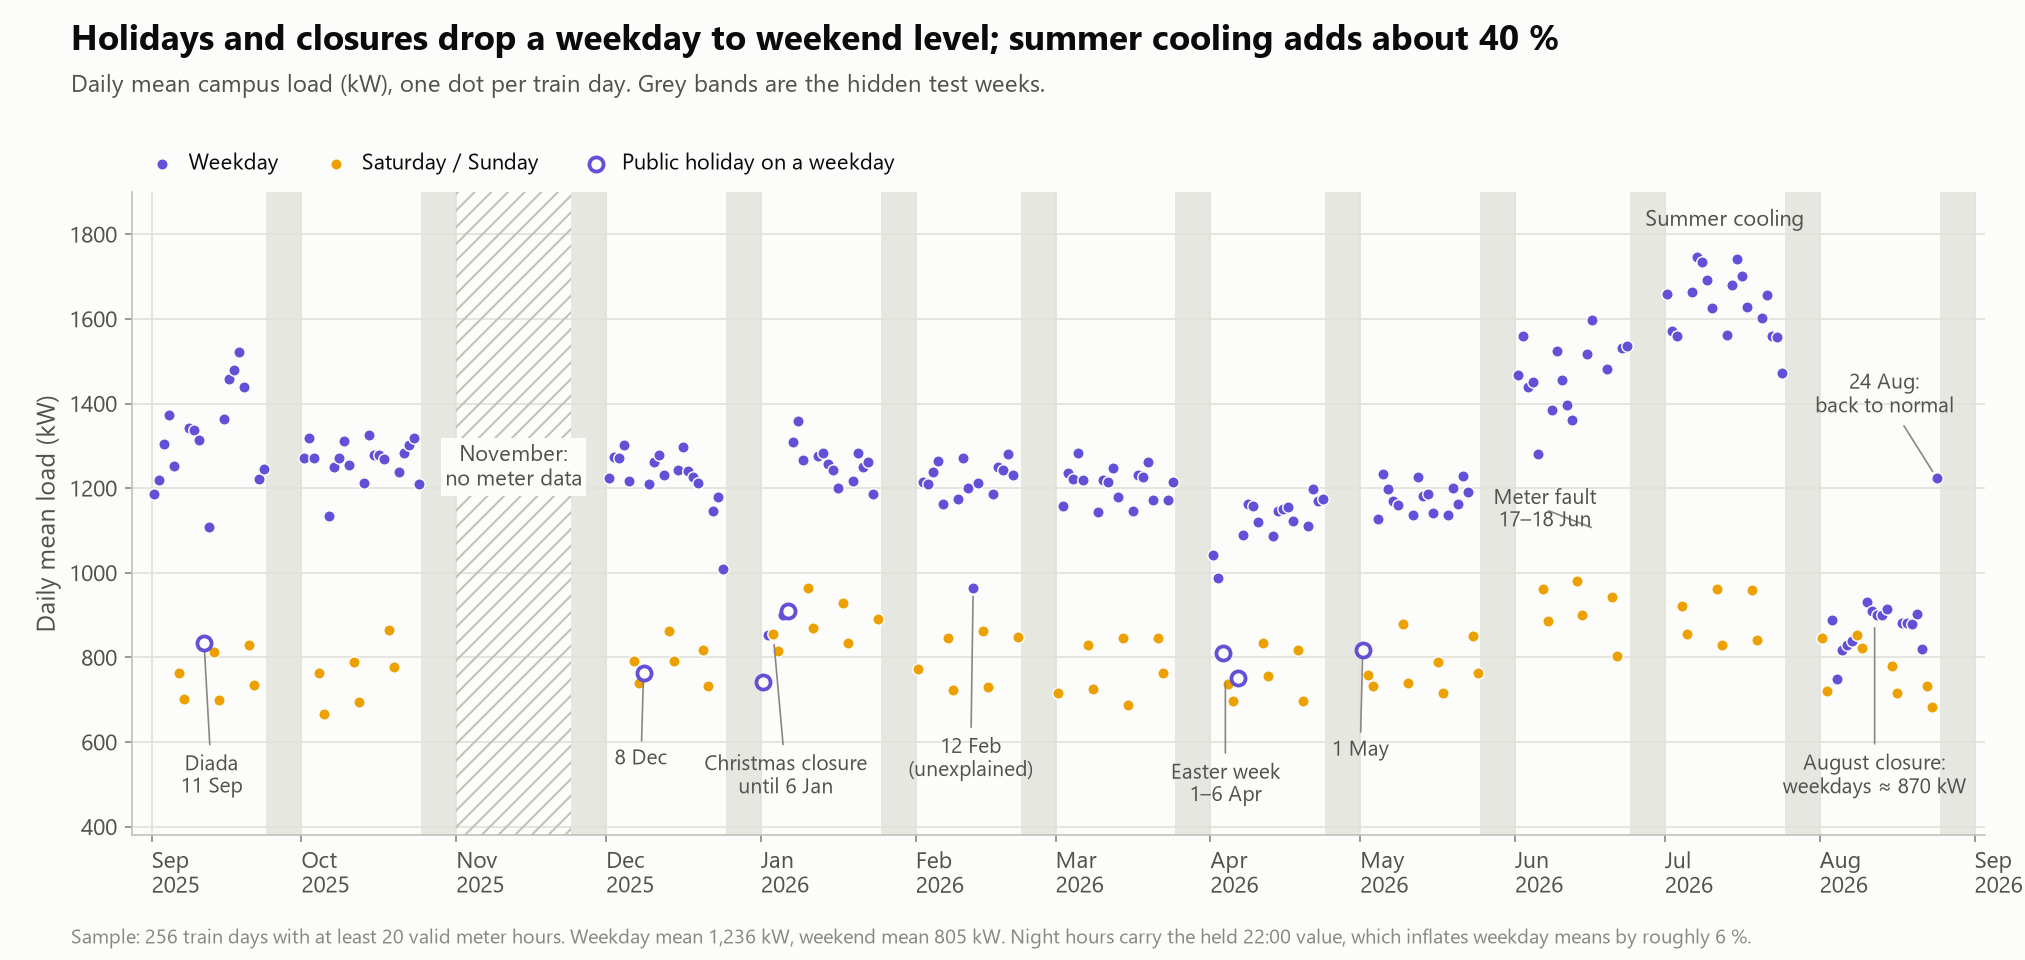 Holidays and closures drop a weekday to weekend level; summer cooling adds about 40 %
Daily mean campus load (kW), one dot per train day. Grey bands are the hidden test weeks.
Weekday
Saturday / Sunday
Public holiday on a weekday
Daily mean load (kW)
1800
1600
1400
1200
1000
800
600
400
Summer cooling
24 Aug:
back to normal
November:
no meter data
Meter fault
17–18 Jun
Diada
11 Sep
8 Dec
Christmas closure
until 6 Jan
12 Feb
(unexplained)
Easter week
1–6 Apr
1 May
August closure:
weekdays ≈ 870 kW
Sep
2025
Oct
2025
Nov
2025
Dec
2025
Jan
2026
Feb
2026
Mar
2026
Apr
2026
May
2026
Jun
2026
Jul
2026
Aug
2026
Sep
2026
Sample: 256 train days with at least 20 valid meter hours. Weekday mean 1,236 kW, weekend mean 805 kW. Night hours carry the held 22:00 value, which inflates weekday means by roughly 6 %.